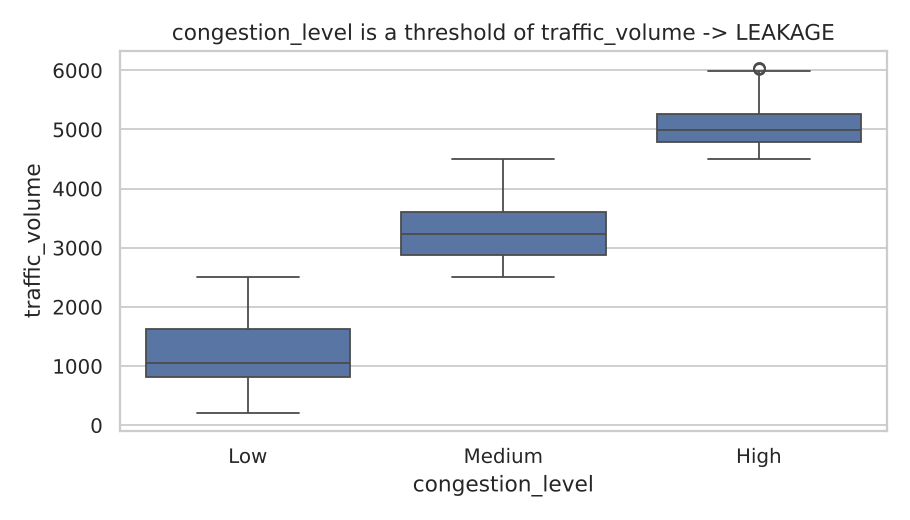 congestion_level is a threshold of traffic_volume -> LEAKAGE
traffic_volume
6000
5000
4000
3000
2000
1000
0
Low Medium High
congestion_level